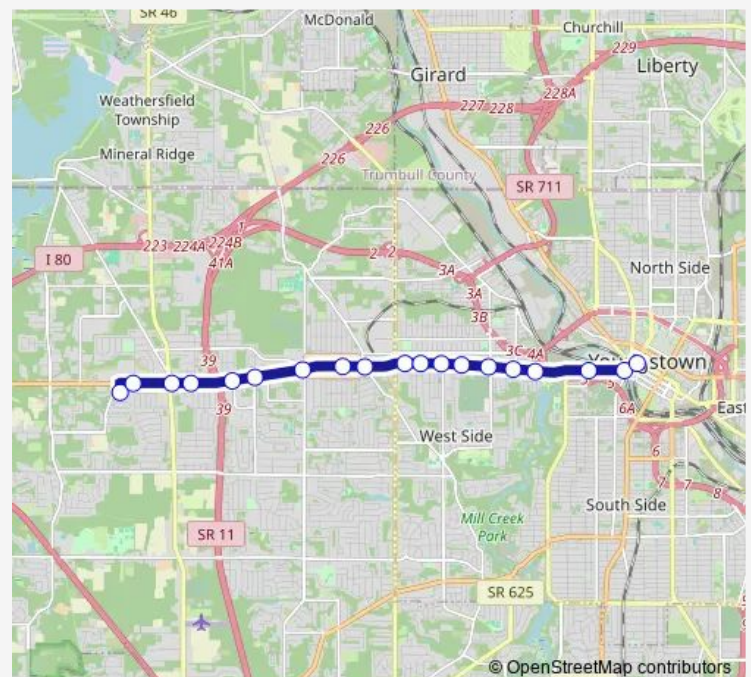 SR 46
McDonald
Churchill
229
Girard
Liberty
228A
227 228
Weathersfield
Township
226
Mineral Ridge
226
Trumbull County
SR 711
1
223 224A 224B
2 2
I 80
41A
3A
North Side
3A
3B
39
3C 4A
Youngstown
5
39
6A
East
West Side
6
7 7 8
SR 11
South Side
Mill Creek
Park
SR 625
© OpenStreetMap contributors